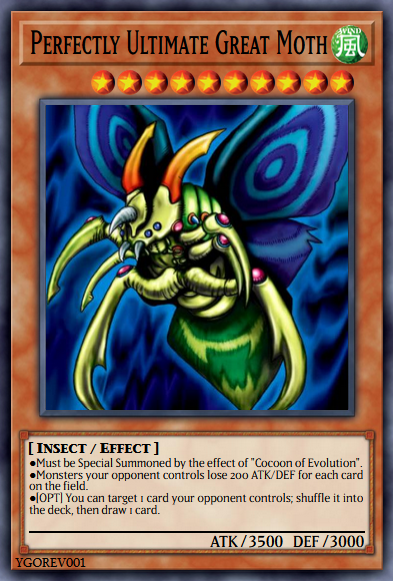 Perfectly Ultimate Great Moth
WIND
風
[ Insect / Effect ]
●Must be Special Summoned by the effect of "Cocoon of Evolution".
●Monsters your opponent controls lose 200 ATK/DEF for each card
on the field.
●[OPT] You can target 1 card your opponent controls; shuffle it into
the deck, then draw 1 card.
ATK/3500 DEF/3000
YGOREV001